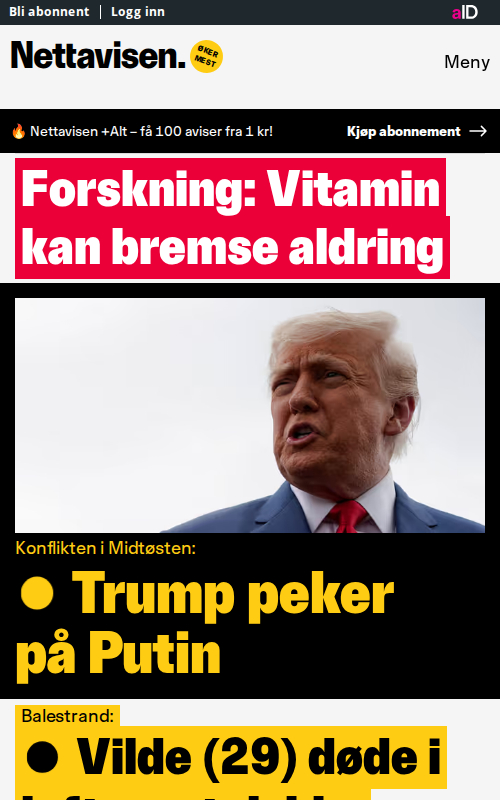 Bli abonnent | Logg inn
aID
Nettavisen.
ØKER
MEST
Meny
Nettavisen +Alt – få 100 aviser fra 1 kr!
Kjøp abonnement
Forskning: Vitamin
kan bremse aldring
Konflikten i Midtøsten:
Trump peker
på Putin
Balestrand:
Vilde (29) døde i